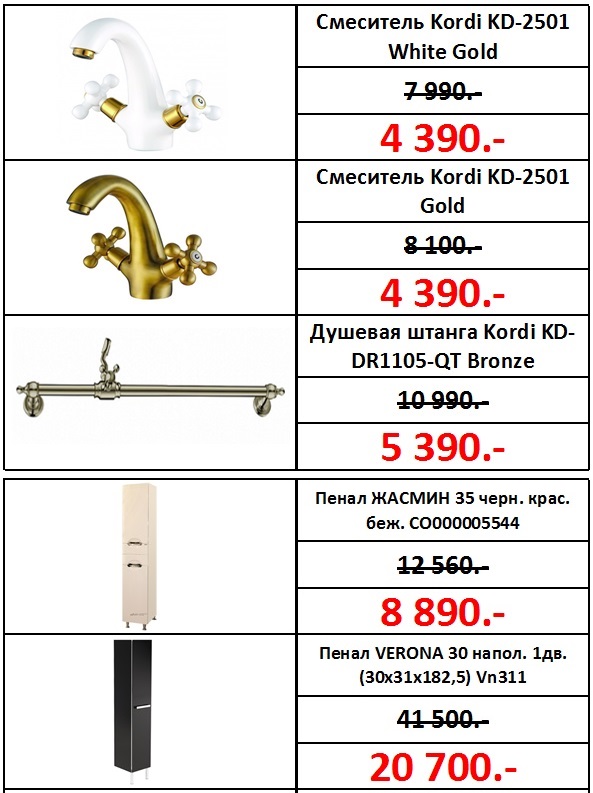 Смеситель Kordi KD-2501
White Gold
7 990.-
4 390.-
Смеситель Kordi KD-2501
Gold
8 100.-
4 390.-
Душевая штанга Kordi KD-
DR1105-QT Bronze
10 990.-
5 390.-
Пенал ЖАСМИН 35 черн. крас.
беж. СО000005544
12 560.-
8 890.-
Пенал VERONA 30 напол. 1дв.
(30х31х182,5) Vn311
41 500.-
20 700.-